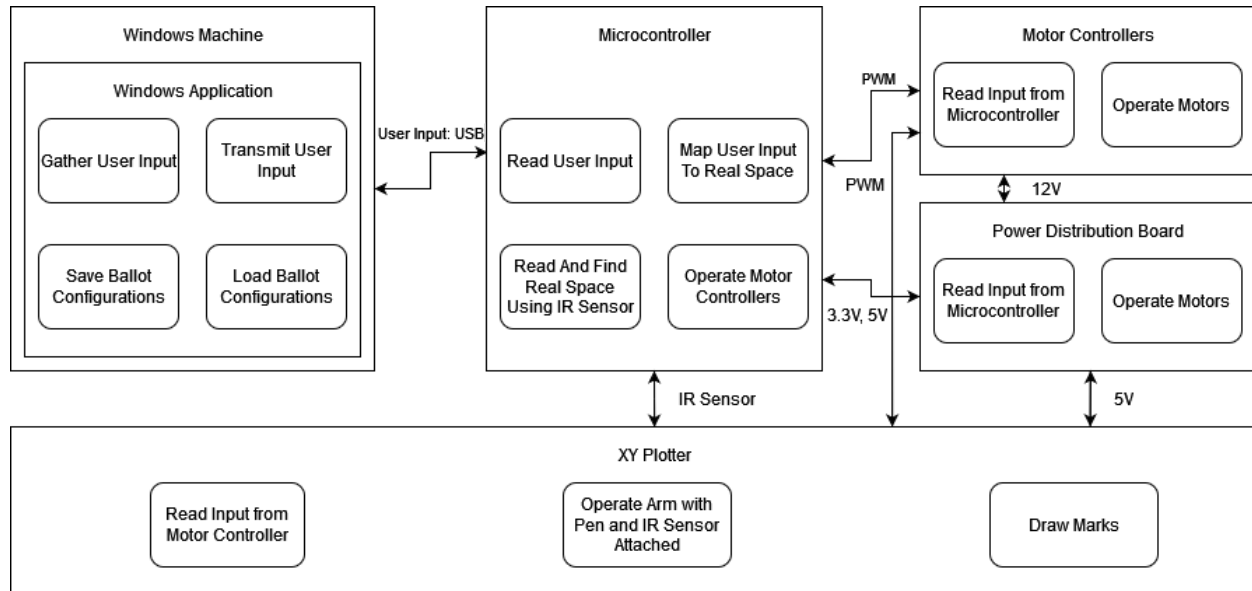 Windows Machine
Windows Application
Gather User Input
Transmit User
Input
Save Ballot
Configurations
Load Ballot
Configurations
User Input: USB
Microcontroller
Read User Input
Map User Input
To Real Space
Read And Find
Real Space
Using IR Sensor
Operate Motor
Controllers
PWM
PWM
3.3V, 5V
Motor Controllers
Read Input from
Microcontroller
Operate Motors
12V
Power Distribution Board
Read Input from
Microcontroller
Operate Motors
IR Sensor
5V
XY Plotter
Read Input from
Motor Controller
Operate Arm with
Pen and IR Sensor
Attached
Draw Marks